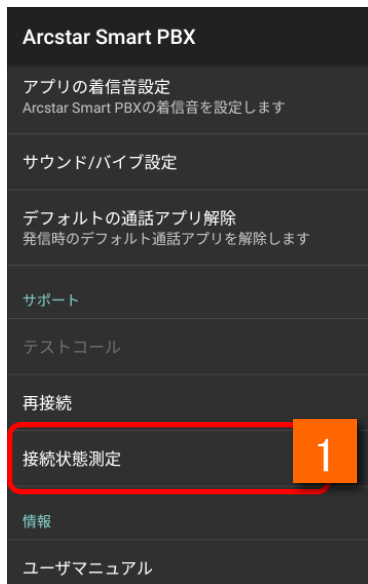 Arcstar Smart PBX
アプリの着信音設定
Arcstar Smart PBXの着信音を設定します
サウンド/バイブ設定
デフォルトの通話アプリ解除
発信時のデフォルト通話アプリを解除します
サポート
テストコール
再接続
接続状態測定
1
情報
ユーザマニュアル